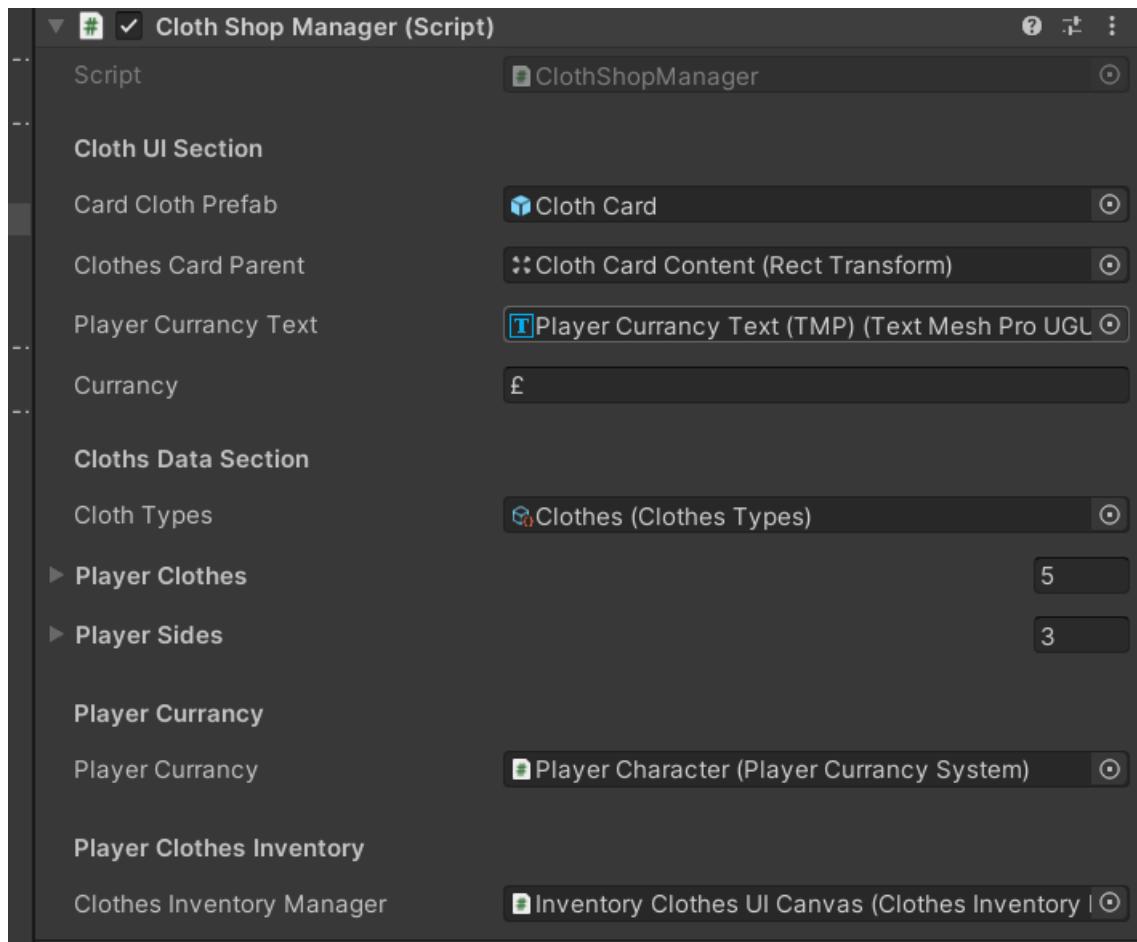 Cloth Shop Manager (Script)
Script ClothShopManager
Cloth UI Section
Card Cloth Prefab Cloth Card
Clothes Card Parent Cloth Card Content (Rect Transform)
Player Currancy Text Player Currancy Text (TMP) (Text Mesh Pro UGU
Currancy £
Cloths Data Section
Cloth Types Clothes (Clothes Types)
Player Clothes 5
Player Sides 3
Player Currancy
Player Currancy Player Character (Player Currancy System)
Player Clothes Inventory
Clothes Inventory Manager Inventory Clothes UI Canvas (Clothes Inventory